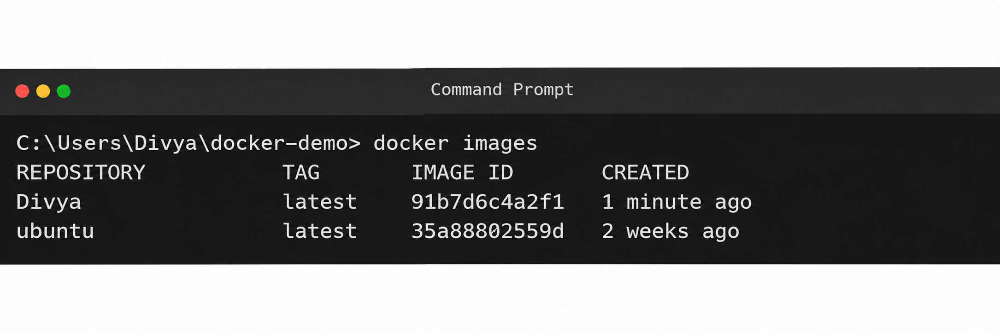 Command Prompt
C:\Users\Divya\docker-demo> docker images
REPOSITORY TAG IMAGE ID CREATED
Divya latest 91b7d6c4a2f1 1 minute ago
ubuntu latest 35a88802559d 2 weeks ago